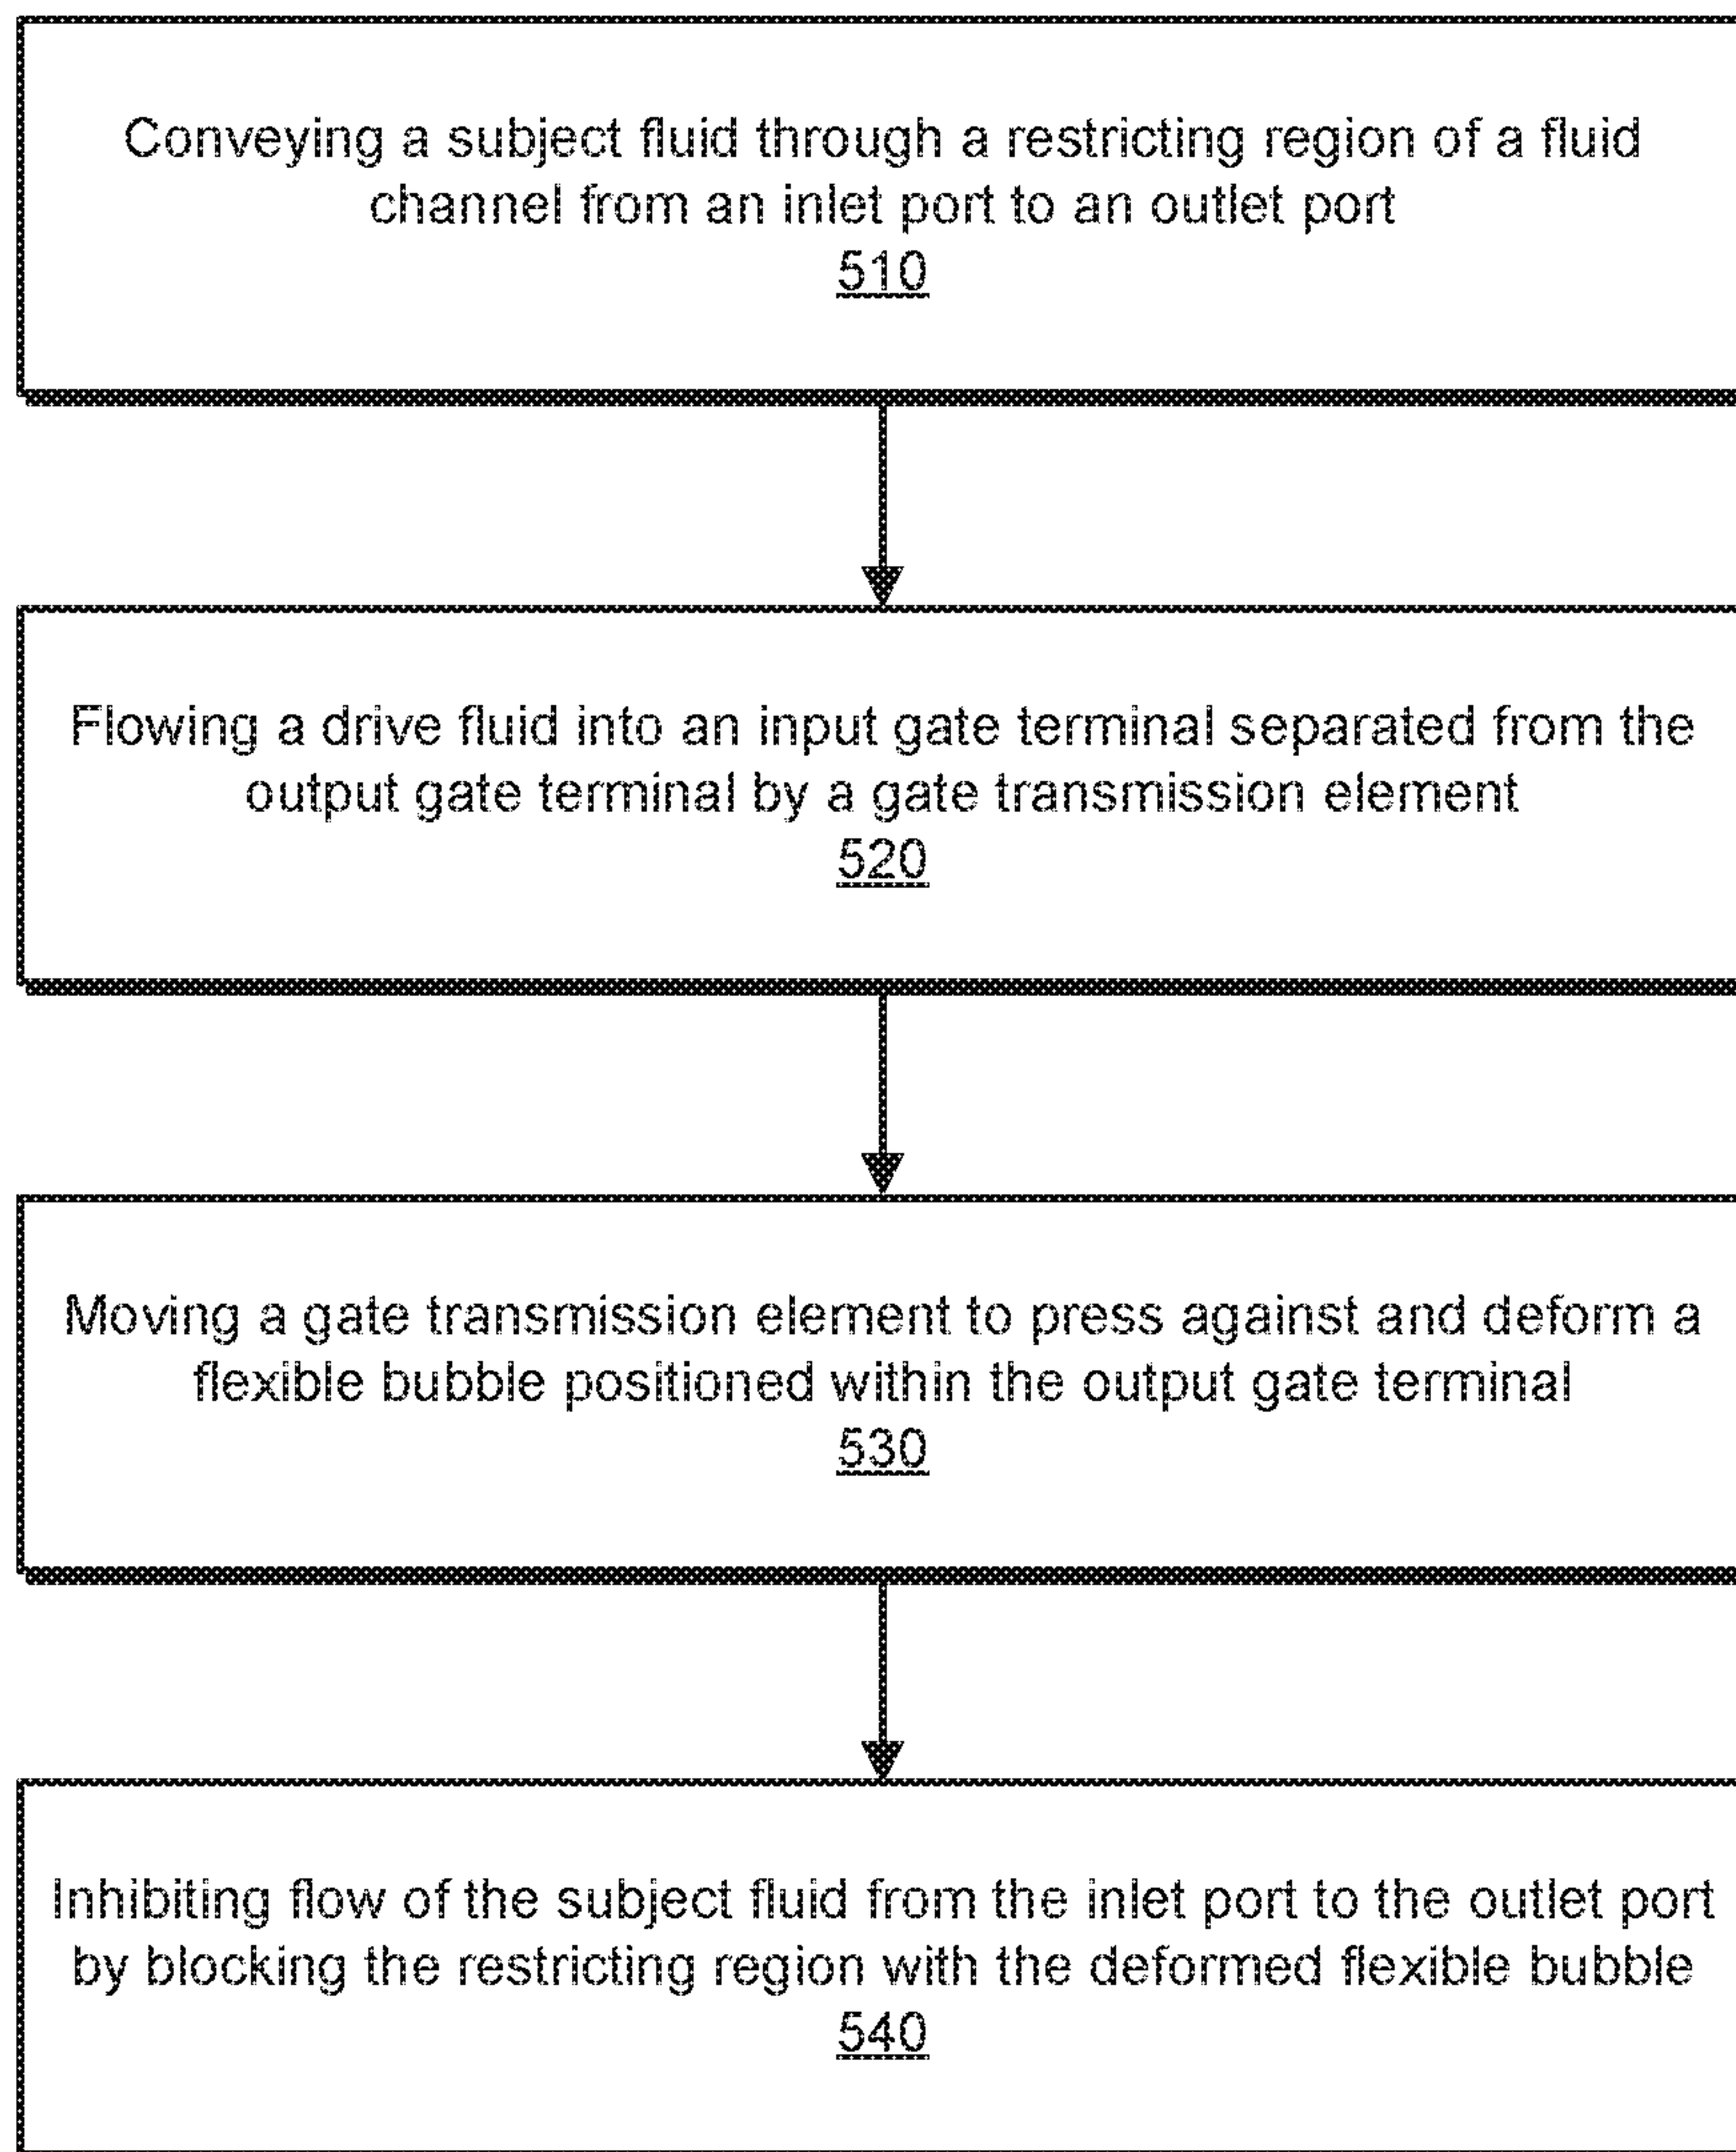 Conveying a subject fluid through a restricting region of a fluid
channel from an inlet port to an outlet port
510
Flowing a drive fluid into an input gate terminal separated from the
output gate terminal by a gate transmission element
520
Moving a gate transmission element to press against and deform a
flexible bubble positioned within the output gate terminal
530
Inhibiting flow of the subject fluid from the inlet port to the outlet port
by blocking the restricting region with the deformed flexible bubble
540